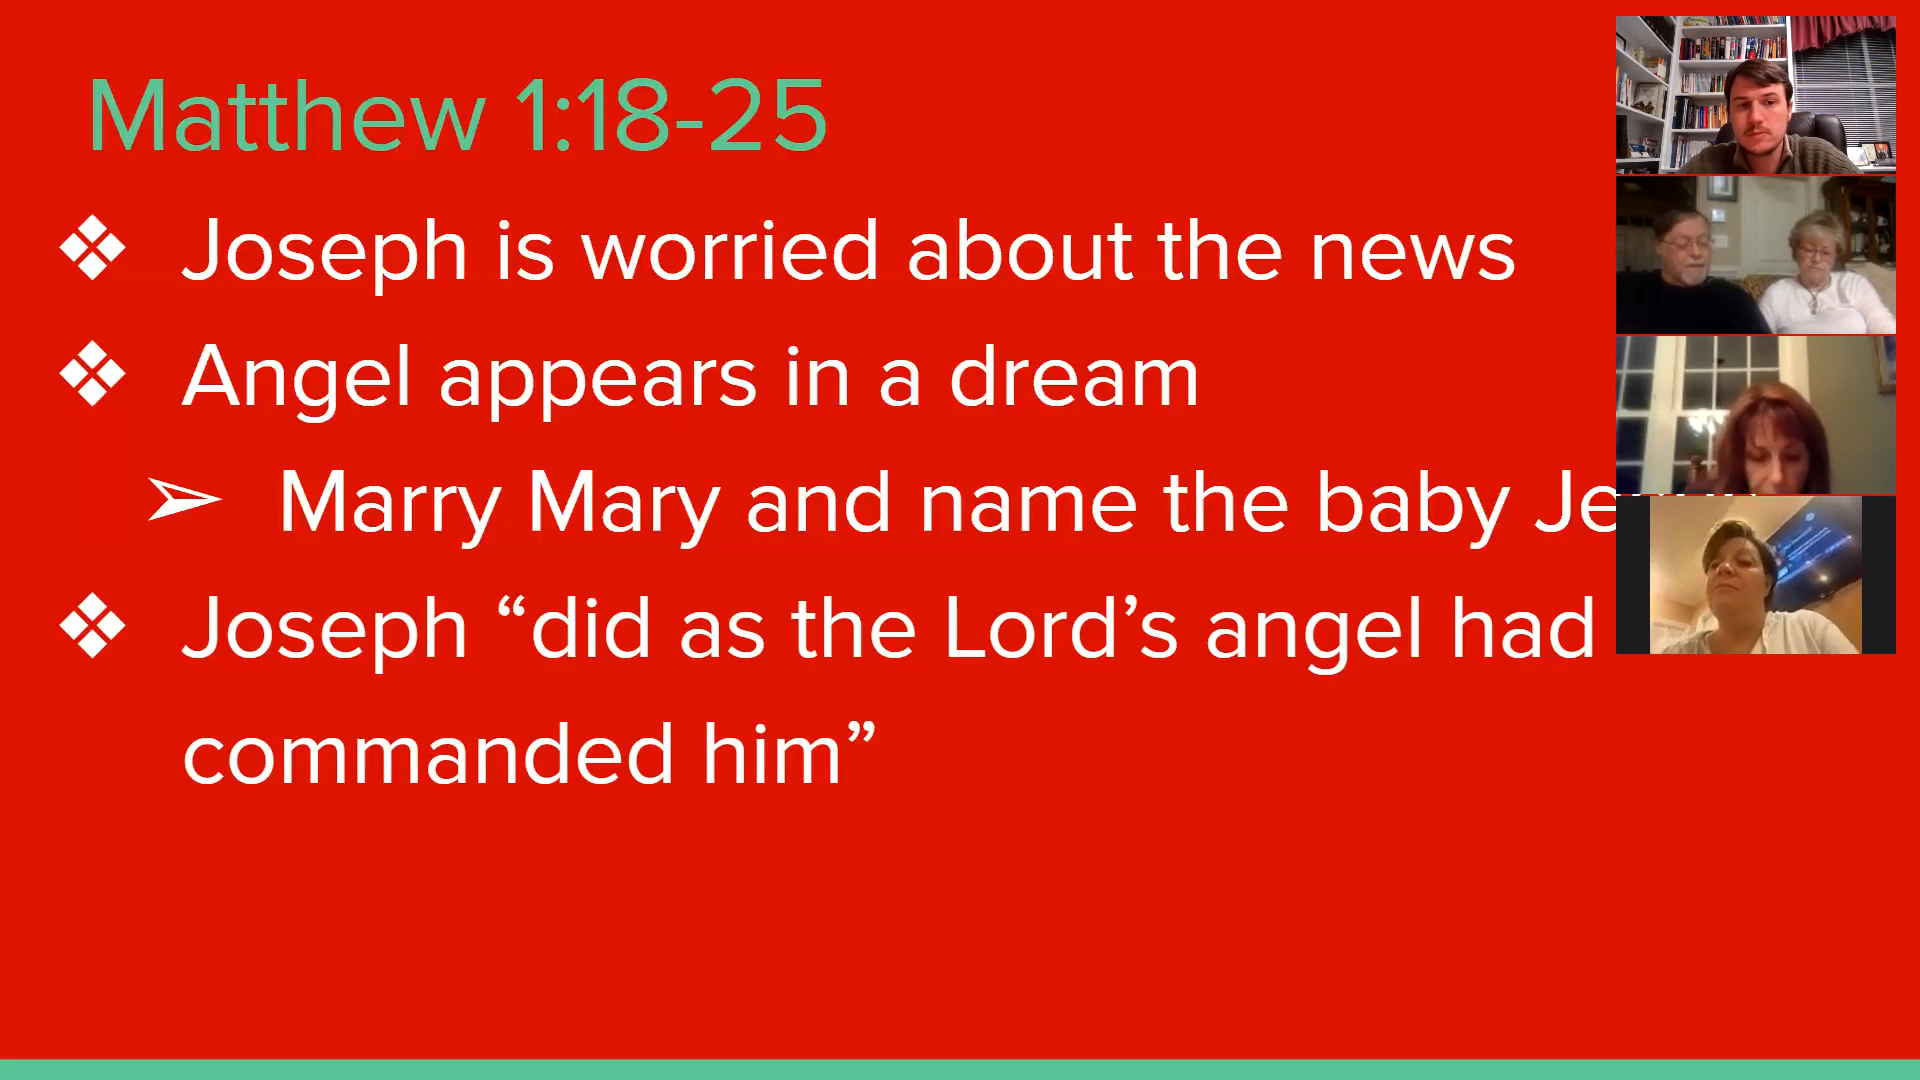 Matthew 1:18-25
❖ Joseph is worried about the news
❖ Angel appears in a dream
➢ Marry Mary and name the baby
❖ Joseph “did as the Lord’s angel had
commanded him”